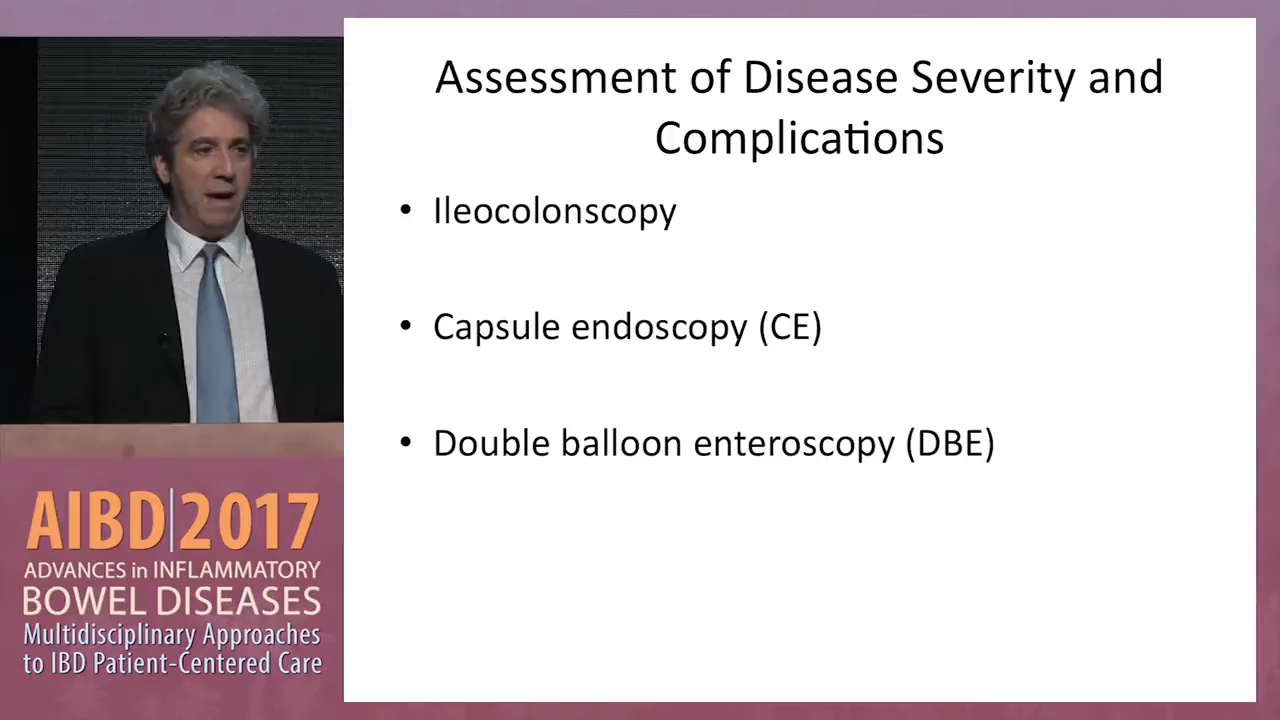 Assessment of Disease Severity and
Complications
• Ileocolonscopy
• Capsule endoscopy (CE)
• Double balloon enteroscopy (DBE)
AIBD|2017
ADVANCES in INFLAMMATORY
BOWEL DISEASES
Multidisciplinary Approaches
to IBD Patient-Centered Care